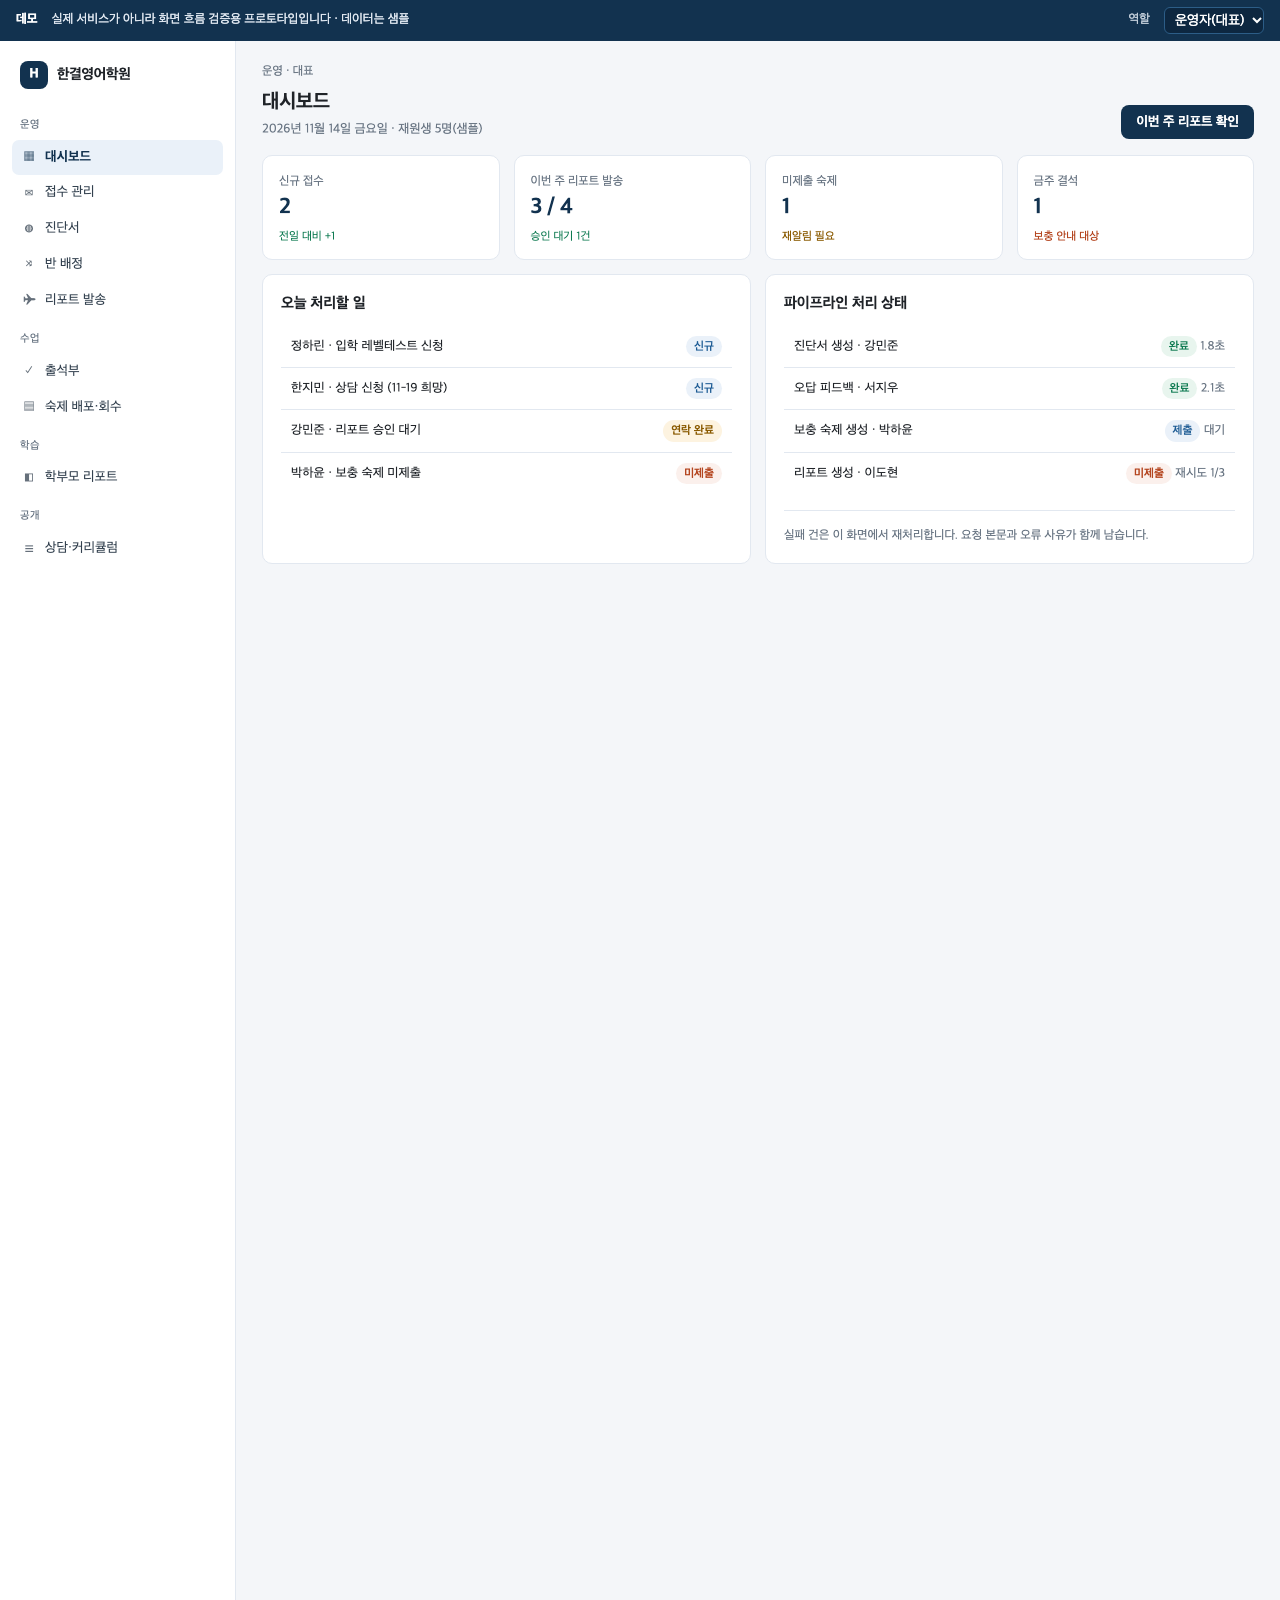 데모 실제 서비스가 아니라 화면 흐름 검증용 프로토타입입니다 · 데이터는 샘플
역할 운영자(대표)
H 한결영어학원
운영
대시보드
접수 관리
진단서
반 배정
리포트 발송
수업
출석부
숙제 배포·회수
학습
학부모 리포트
공개
상담·커리큘럼
운영 · 대표
대시보드
2026년 11월 14일 금요일 · 재원생 5명(샘플)
이번 주 리포트 확인
신규 접수
2
전일 대비 +1
이번 주 리포트 발송
3 / 4
승인 대기 1건
미제출 숙제
1
재알림 필요
금주 결석
1
보충 안내 대상
오늘 처리할 일
정하린 · 입학 레벨테스트 신청 신규
한지민 · 상담 신청 (11-19 희망) 신규
강민준 · 리포트 승인 대기 연락 완료
박하윤 · 보충 숙제 미제출 미제출
파이프라인 처리 상태
진단서 생성 · 강민준 완료 1.8초
오답 피드백 · 서지우 완료 2.1초
보충 숙제 생성 · 박하윤 제출 대기
리포트 생성 · 이도현 미제출 재시도 1/3
실패 건은 이 화면에서 재처리합니다. 요청 본문과 오류 사유가 함께 남습니다.